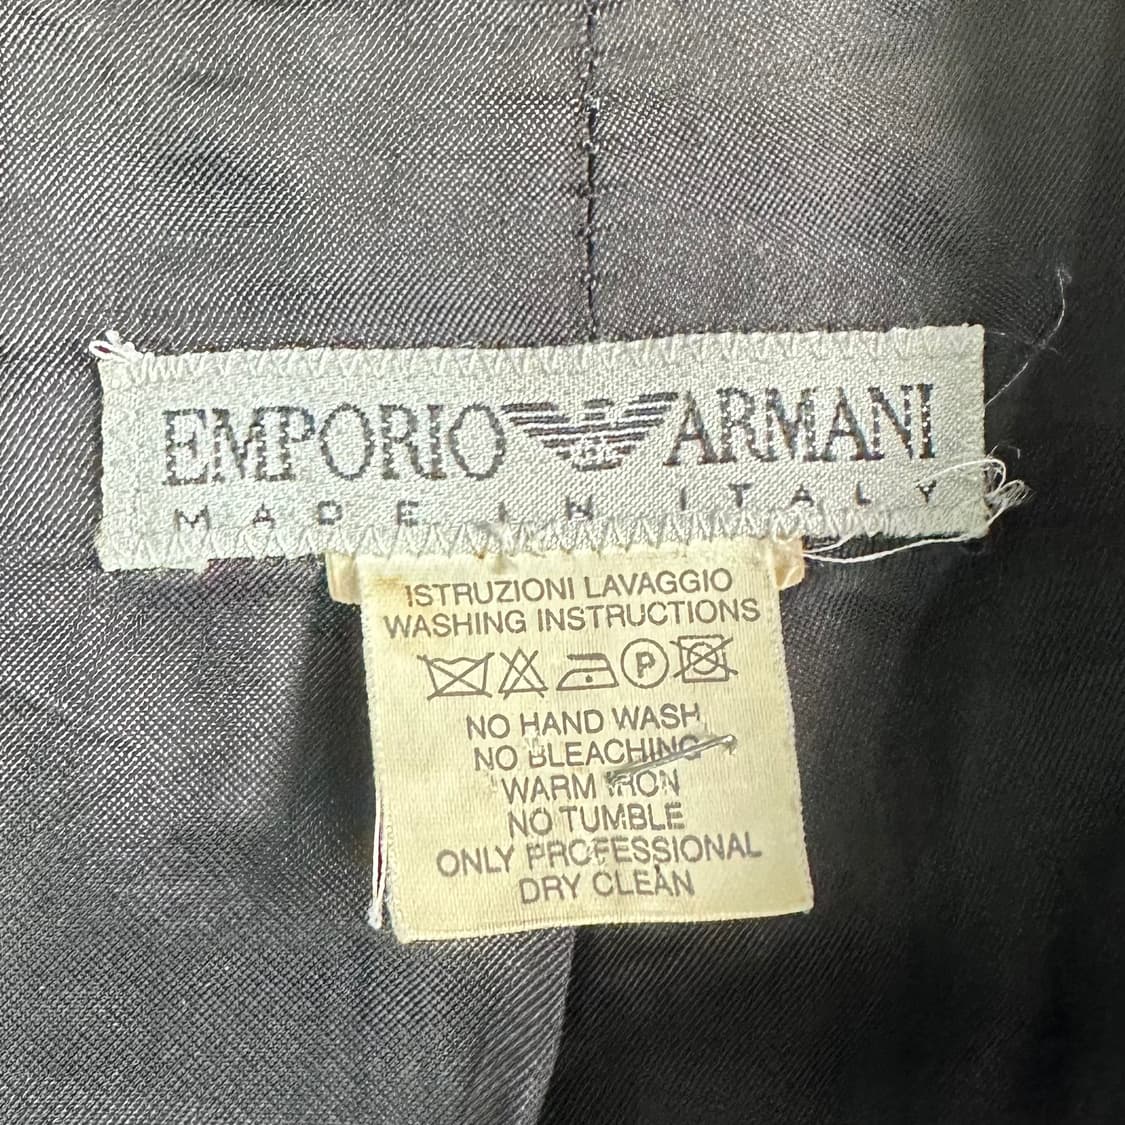 EMPORIO ARMANI
MADE IN ITALY
ISTRUZIONI LAVAGGIO
WASHING INSTRUCTIONS
P
NO HAND WASH
NO BLEACHING
WARM IRON
NO TUMBLE
ONLY PROFESSIONAL
DRY CLEAN